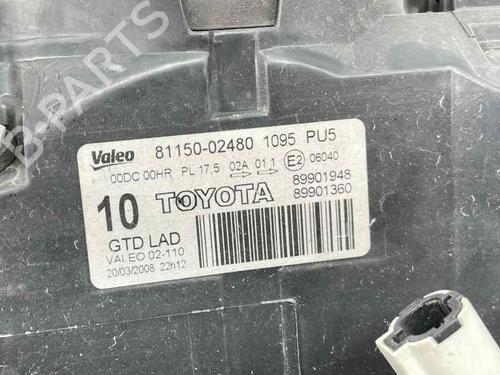 B-PARTS
Valeo 81150-02480 1095 PU5
00DC 00HR PL 17,5 02A 01 1 E2 06040
10 TOYOTA 89901948
89901360
GTD LAD
VALEO 02-110
20/03/2008 22h12